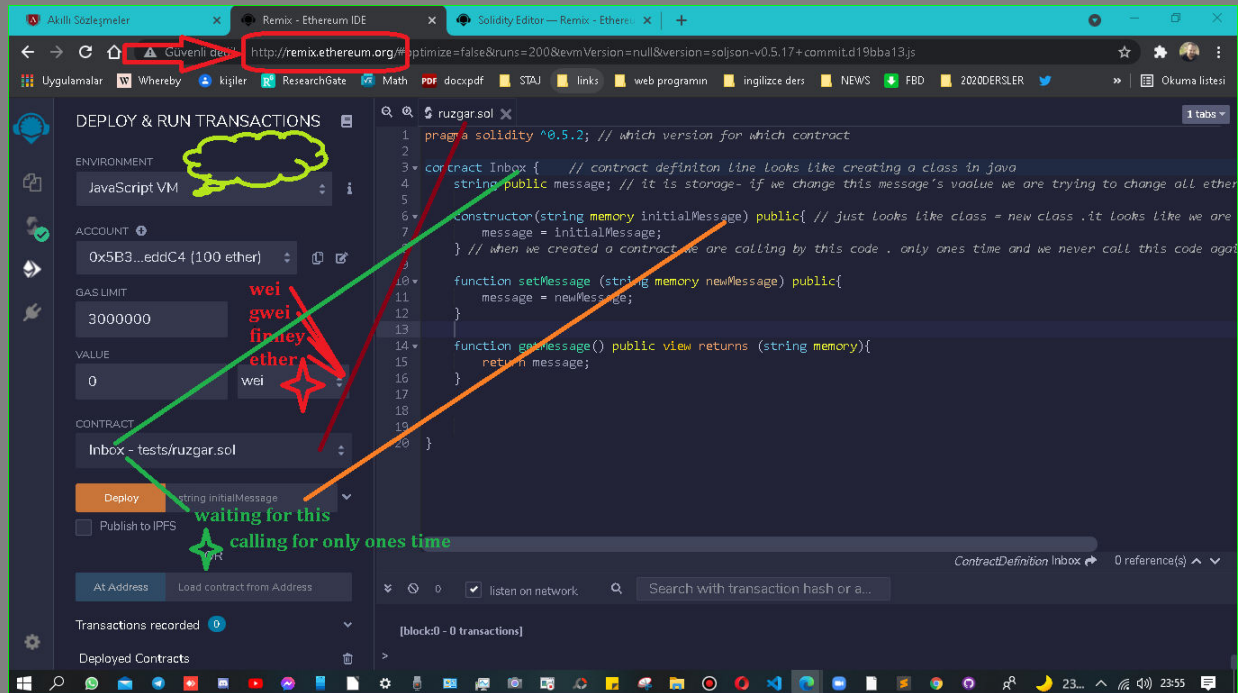 Akıllı Sözleşmeler
Remix - Ethereum IDE
Solidity Editor — Remix - Ethereu
Güvenli değil
http://remix.ethereum.org/#optimize=false&runs=200&evmVersion=null&version=soljson-v0.5.17+commit.d19bba13.js
Uygulamalar
Whereby
kişiler
ResearchGate
Math
PDF docxpdf
STAJ
links
web programın
ingilizce ders
NEWS
FBD
2020DERSLER
»
Okuma listesi
DEPLOY & RUN TRANSACTIONS
ENVIRONMENT
JavaScript VM
i
ACCOUNT
0x5B3...eddC4 (100 ether)
GAS LIMIT
3000000
wei
gwei
finney
ether
VALUE
0
wei
CONTRACT
Inbox - tests/ruzgar.sol
Deploy
string initialMessage
waiting for this
Publish to IPFS
calling for only ones time
OR
At Address
Load contract from Address
Transactions recorded 0
Deployed Contracts
ruzgar.sol
1 tabs
1 pragma solidity ^0.5.2; // which version for which contract
2
3 contract Inbox { // contract definiton line looks like creating a class in java
4 string public message; // it is storage- if we change this message's vaalue we are trying to change all ether
5
6 constructor(string memory initialMessage) public{ // just looks like class = new class .it looks like we are
7 message = initialMessage;
} // when we created a contract we are calling by this code . only ones time and we never call this code agai
9
10 function setMessage (string memory newMessage) public{
11 message = newMessage;
12 }
13
14 function getMessage() public view returns (string memory){
15 return message;
16 }
17
18
19
20 }
ContractDefinition Inbox
0 reference(s)
0
listen on network
Search with transaction hash or a...
[block:0 - 0 transactions]
>
23...
23:55